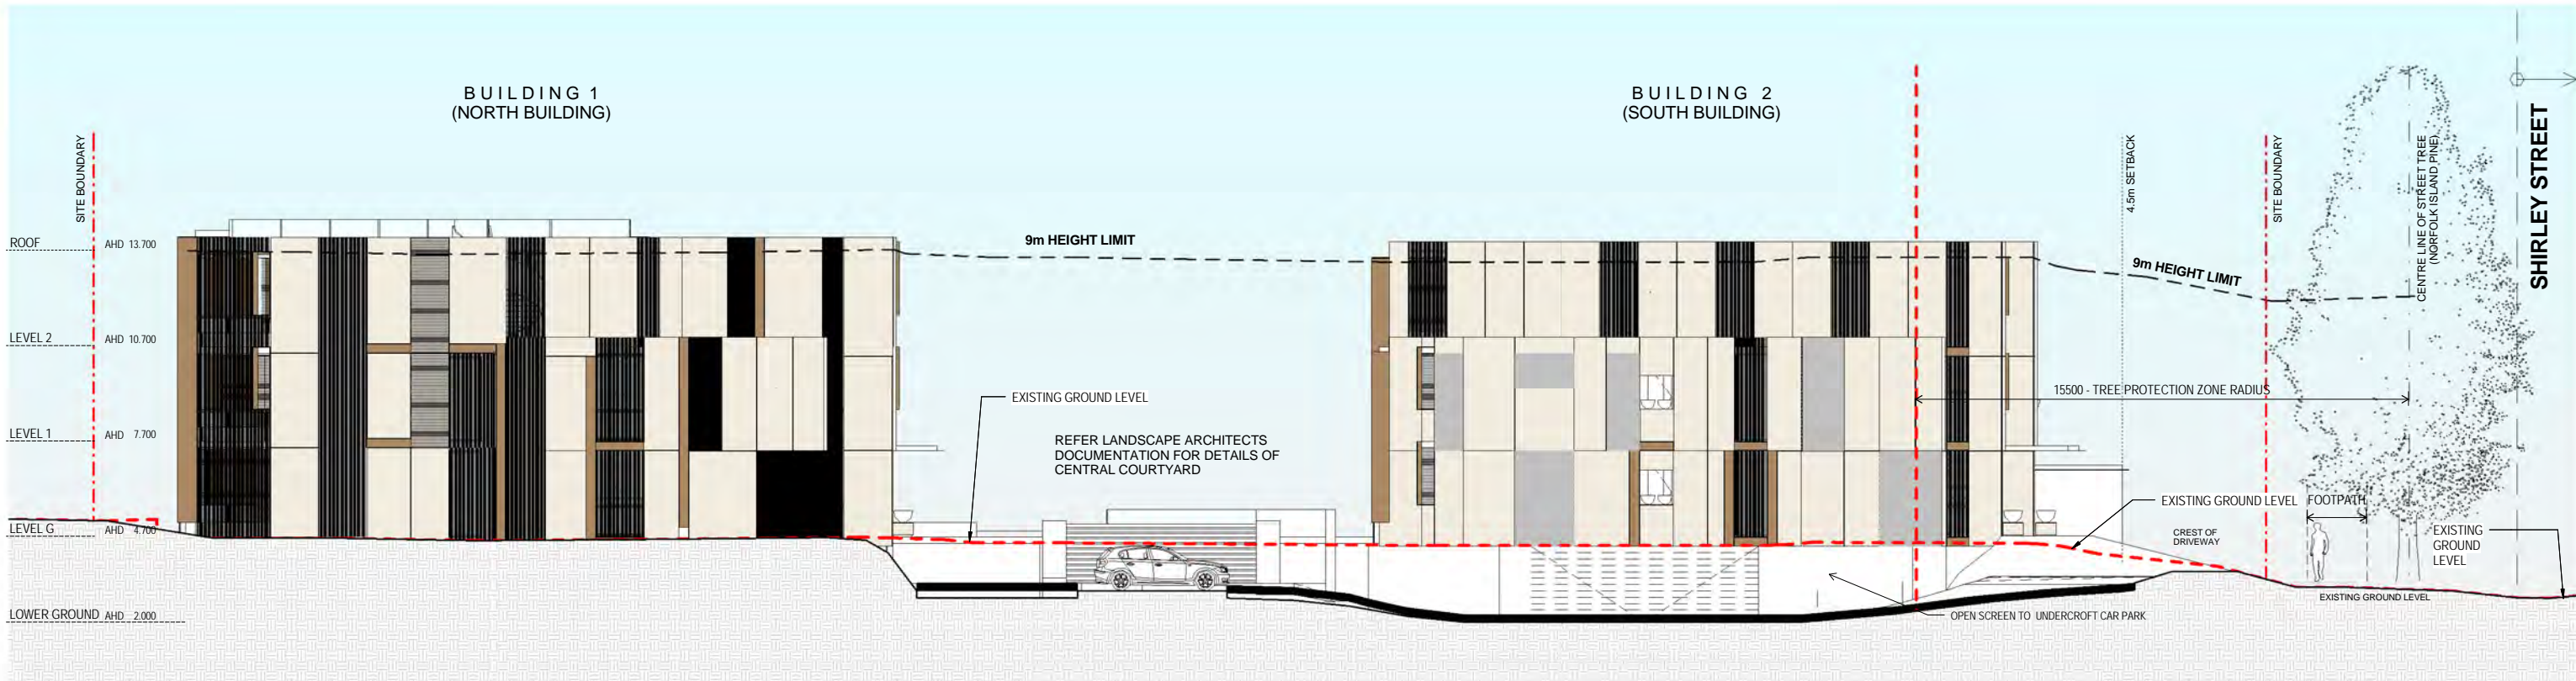 BUILDING 1
(NORTH BUILDING)
BUILDING 2
(SOUTH BUILDING)
SITE BOUNDARY
ROOF AHD 13.700
LEVEL 2 AHD 10.700
LEVEL 1 AHD 7.700
LEVEL G AHD 4.700
LOWER GROUND AHD 2.000
9m HEIGHT LIMIT
EXISTING GROUND LEVEL
REFER LANDSCAPE ARCHITECTS
DOCUMENTATION FOR DETAILS OF
CENTRAL COURTYARD
4.5m SETBACK
SITE BOUNDARY
9m HEIGHT LIMIT
CENTRE LINE OF STREET TREE
(NORFOLK ISLAND PINE)
SHIRLEY STREET
15500 - TREE PROTECTION ZONE RADIUS
EXISTING GROUND LEVEL
FOOTPATH
CREST OF
DRIVEWAY
EXISTING
GROUND
LEVEL
EXISTING GROUND LEVEL
OPEN SCREEN TO UNDERCROFT CAR PARK